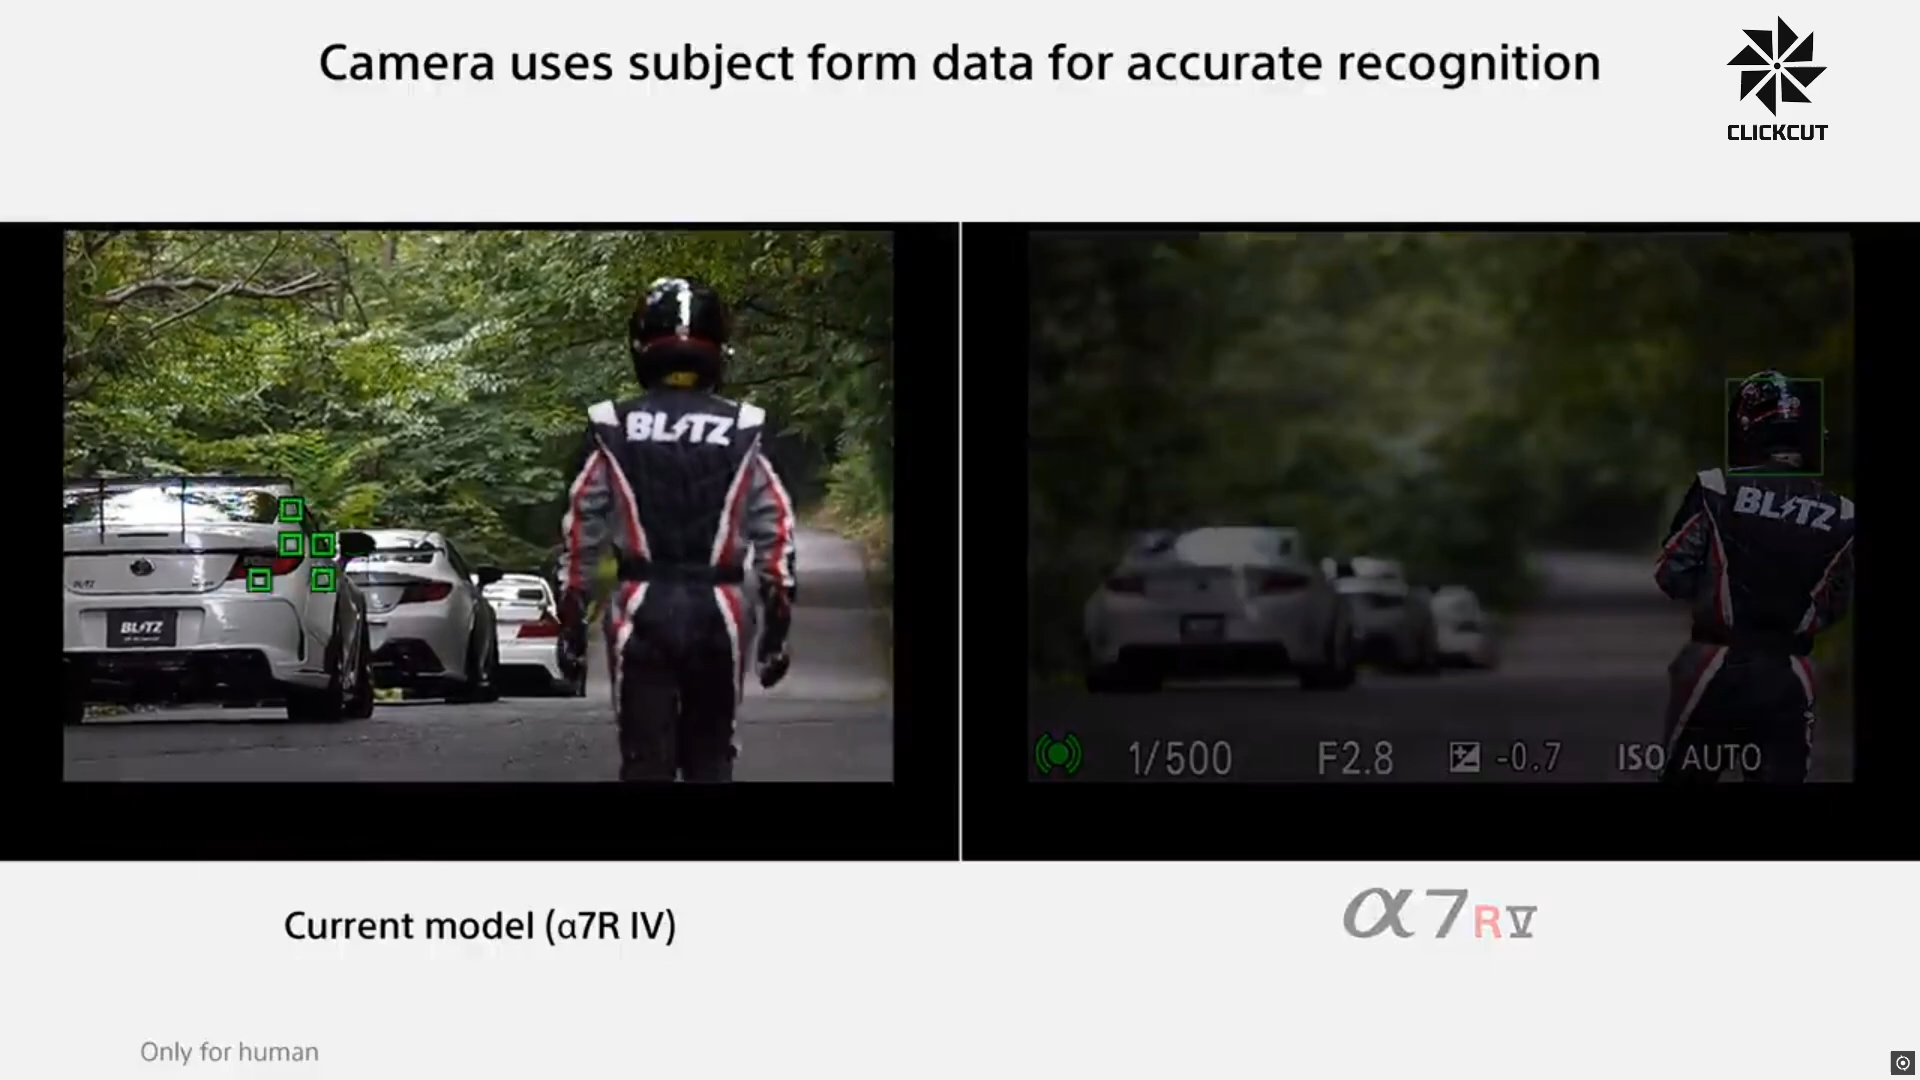 Camera uses subject form data for accurate recognition
CLICKCUT
BLITZ
BLITZ
BLITZ
BLITZ
1/500 F2.8 -0.7 ISO AUTO
Current model (α7R IV)
α7RV
Only for human